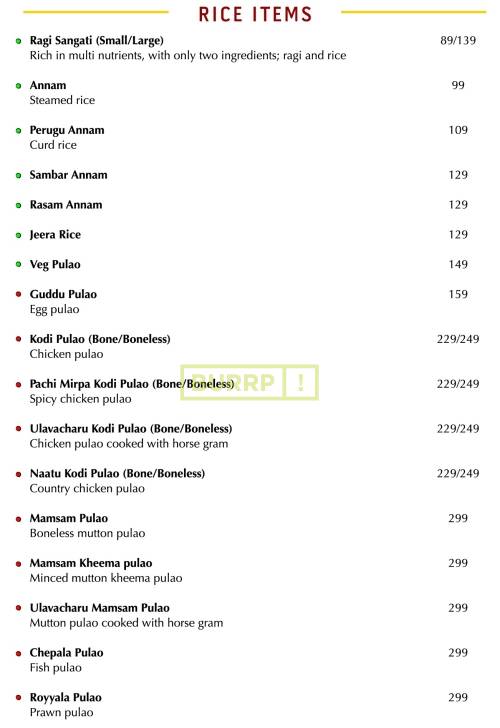 RICE ITEMS
Ragi Sangati (Small/Large) 89/139
Rich in multi nutrients, with only two ingredients; ragi and rice
Annam 99
Steamed rice
Perugu Annam 109
Curd rice
Sambar Annam 129
Rasam Annam 129
Jeera Rice 129
Veg Pulao 149
Guddu Pulao 159
Egg pulao
Kodi Pulao (Bone/Boneless) 229/249
Chicken pulao
BURRP !
Pachi Mirpa Kodi Pulao (Bone/Boneless) 229/249
Spicy chicken pulao
Ulavacharu Kodi Pulao (Bone/Boneless) 229/249
Chicken pulao cooked with horse gram
Naatu Kodi Pulao (Bone/Boneless) 229/249
Country chicken pulao
Mamsam Pulao 299
Boneless mutton pulao
Mamsam Kheema pulao 299
Minced mutton kheema pulao
Ulavacharu Mamsam Pulao 299
Mutton pulao cooked with horse gram
Chepala Pulao 299
Fish pulao
Royyala Pulao 299
Prawn pulao